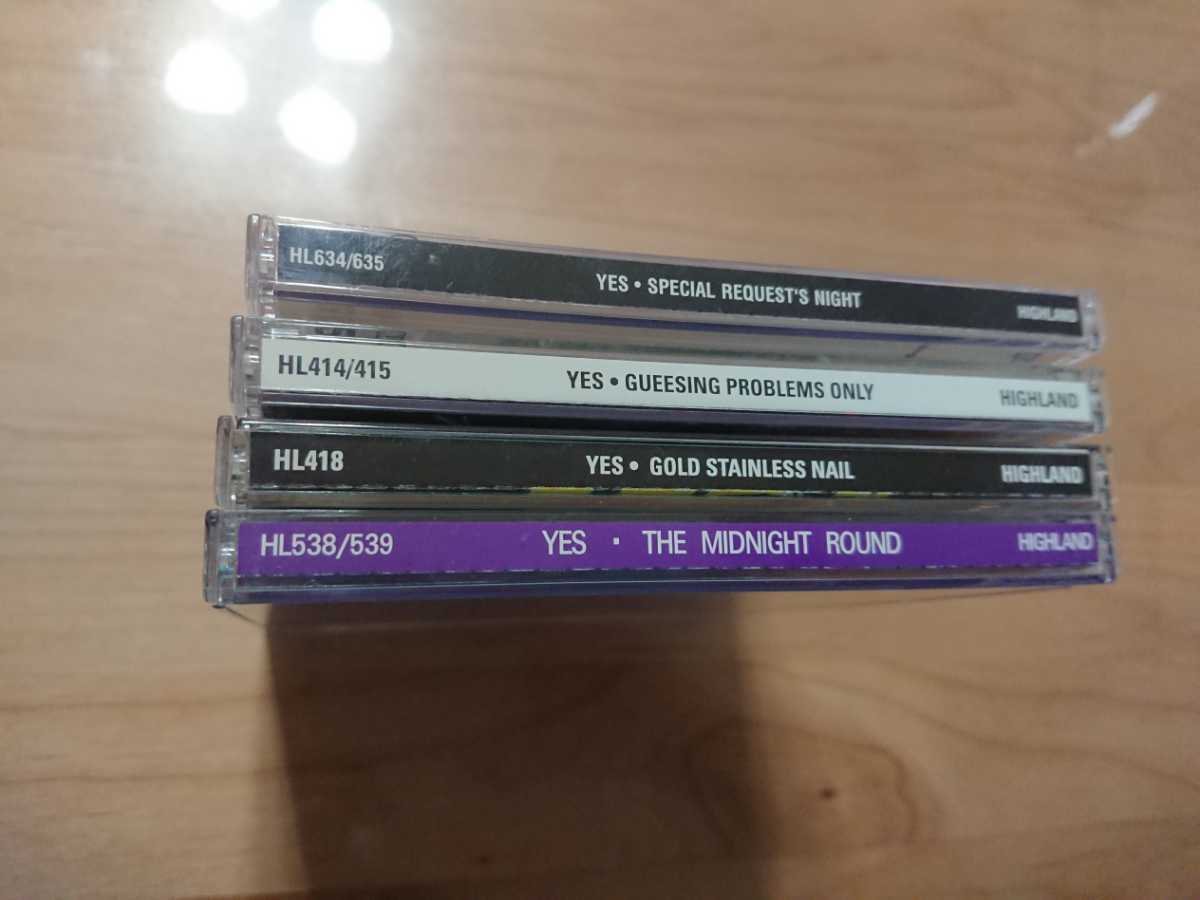 HL634/635 YES • SPECIAL REQUEST'S NIGHT HIGHLAND
HL414/415 YES • GUEESING PROBLEMS ONLY HIGHLAND
HL418 YES • GOLD STAINLESS NAIL HIGHLAND
HL538/539 YES · THE MIDNIGHT ROUND HIGHLAND